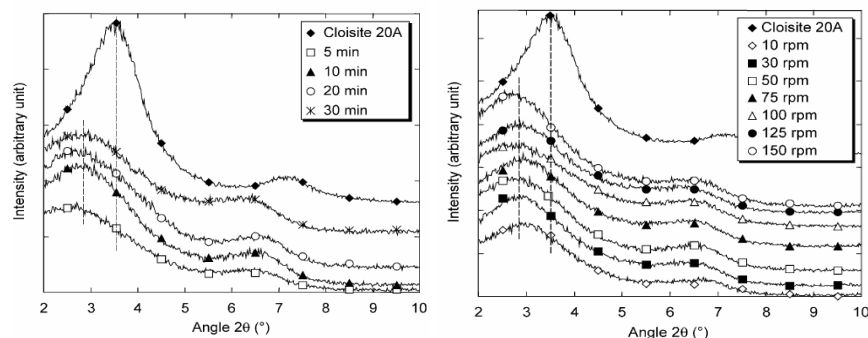 Intensity (arbitrary unit)
Cloisite 20A
5 min
10 min
20 min
30 min
2 3 4 5 6 7 8 9 10
Angle 2θ (°)
Intensity (arbitrary unit)
Cloisite 20A
10 rpm
30 rpm
50 rpm
75 rpm
100 rpm
125 rpm
150 rpm
2 3 4 5 6 7 8 9 10
Angle 2θ (°)